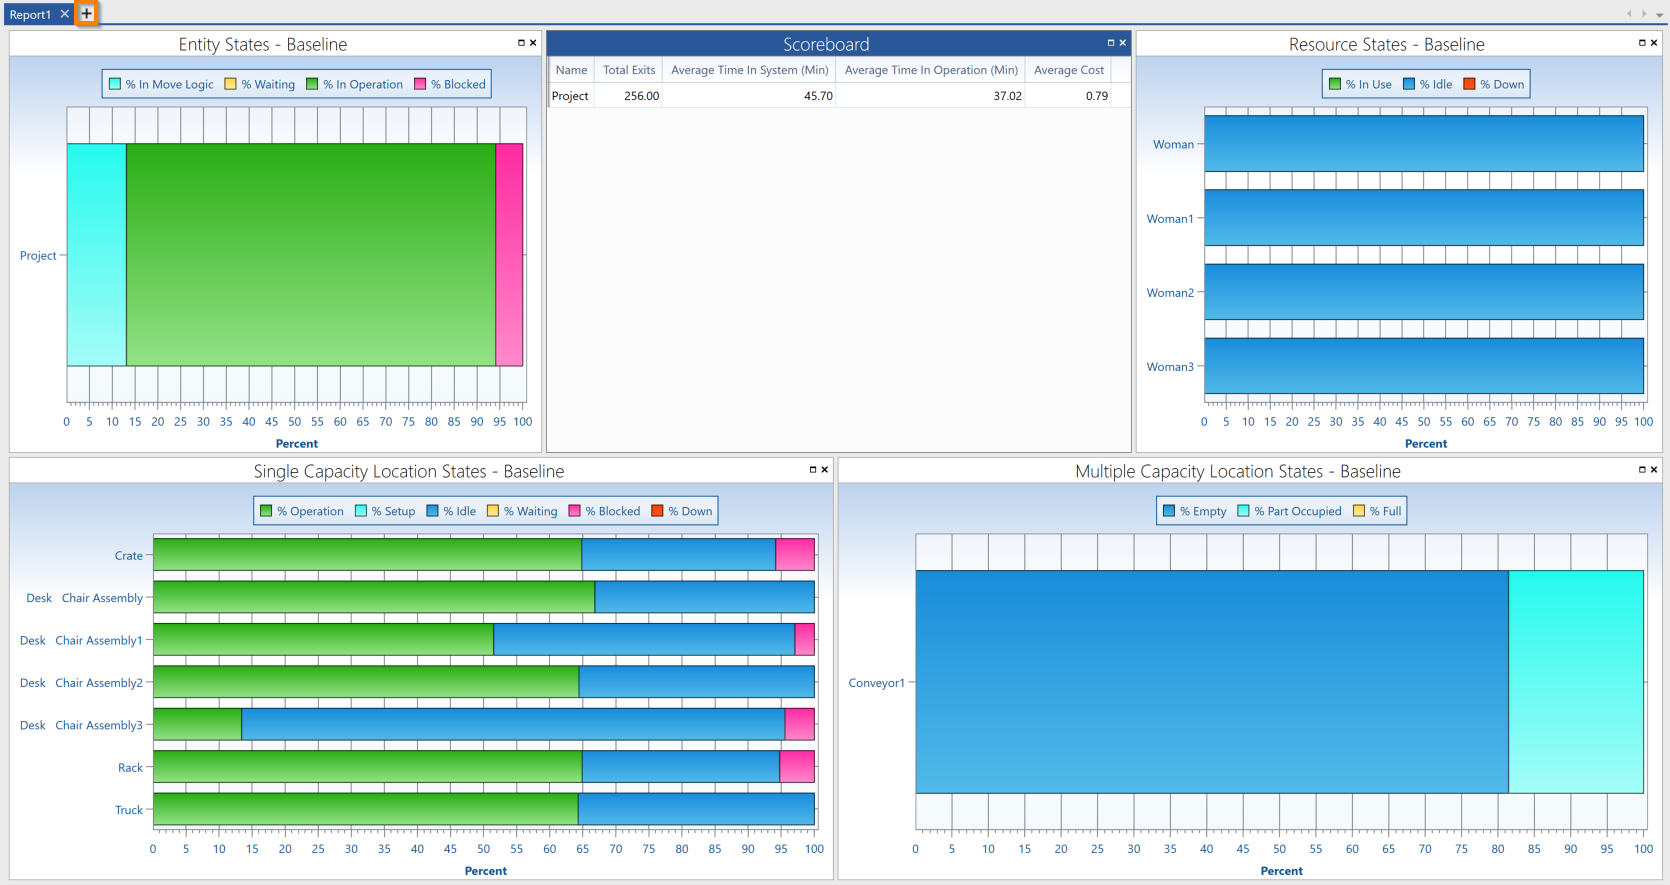 Report1
Entity States - Baseline
% In Move Logic % Waiting % In Operation % Blocked
Project
0 5 10 15 20 25 30 35 40 45 50 55 60 65 70 75 80 85 90 95 100
Percent
Scoreboard
Name Total Exits Average Time In System (Min) Average Time In Operation (Min) Average Cost
Project 256.00 45.70 37.02 0.79
Resource States - Baseline
% In Use % Idle % Down
Woman
Woman1
Woman2
Woman3
0 5 10 15 20 25 30 35 40 45 50 55 60 65 70 75 80 85 90 95 100
Percent
Single Capacity Location States - Baseline
% Operation % Setup % Idle % Waiting % Blocked % Down
Crate
Desk Chair Assembly
Desk Chair Assembly1
Desk Chair Assembly2
Desk Chair Assembly3
Rack
Truck
0 5 10 15 20 25 30 35 40 45 50 55 60 65 70 75 80 85 90 95 100
Percent
Multiple Capacity Location States - Baseline
% Empty % Part Occupied % Full
Conveyor1
0 5 10 15 20 25 30 35 40 45 50 55 60 65 70 75 80 85 90 95 100
Percent